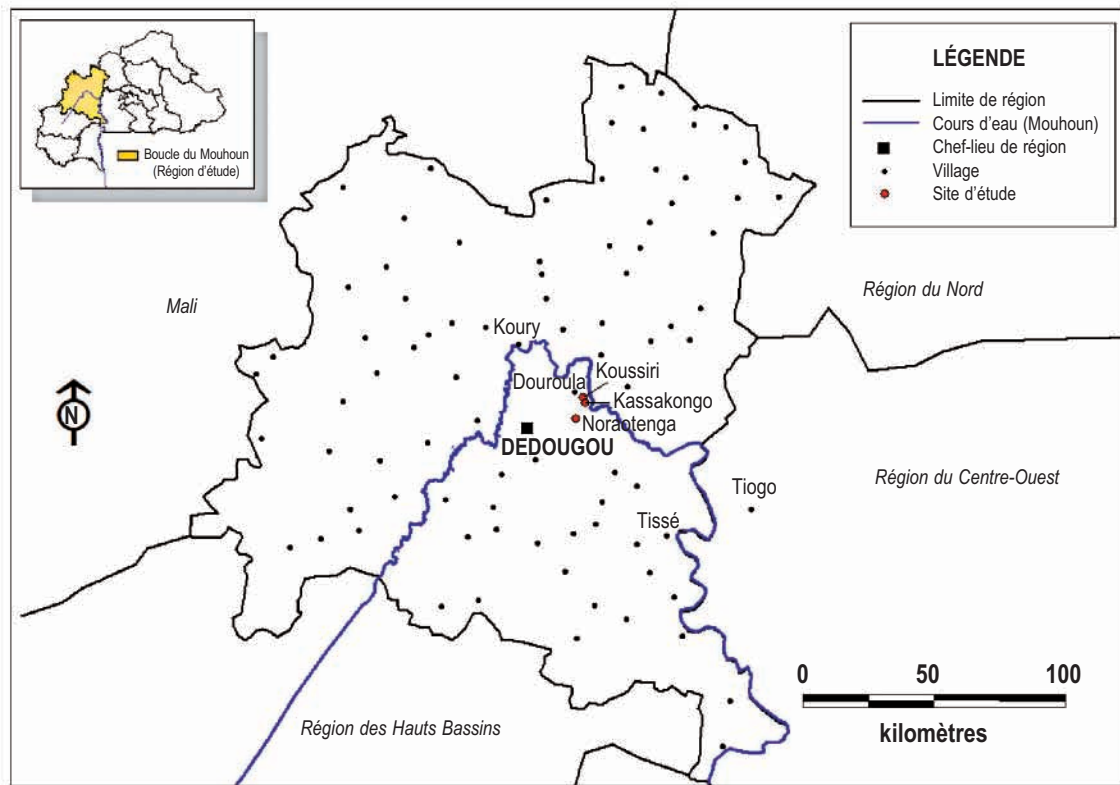 Boucle du Mouhoun
(Région d'étude)
LÉGENDE
Limite de région
Cours d'eau (Mouhoun)
Chef-lieu de région
Village
Site d'étude
Mali
Région du Nord
Koury
Douroula
Koussiri
Kassakongo
Noraotenga
DEDOUGOU
N
Région du Centre-Ouest
Tiogo
Tissé
0 50 100
kilomètres
Région des Hauts Bassins